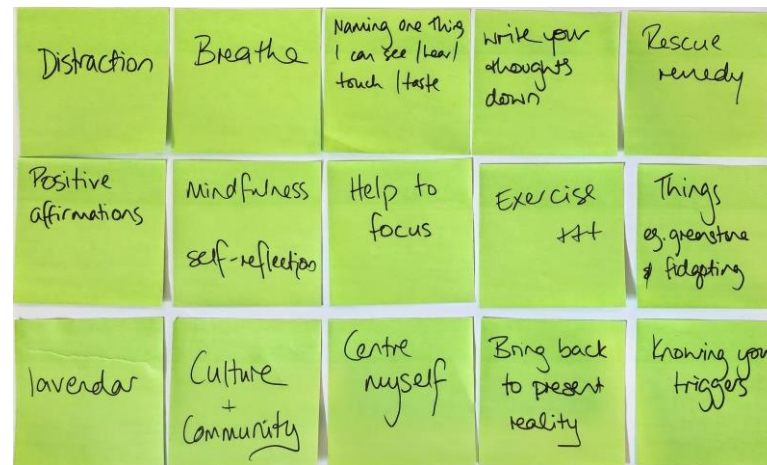 Distraction
Breathe
Naming one thing
I can see / hear /
touch / taste
write your
thoughts
down
Rescue
remedy
Positive
affirmations
Mindfulness
self-reflection
Help to
focus
Exercise
+++
Things
eg. greenstone
& fidgeting
lavendar
Culture
+
Community
Centre
myself
Bring back
to present
reality
Knowing your
triggers